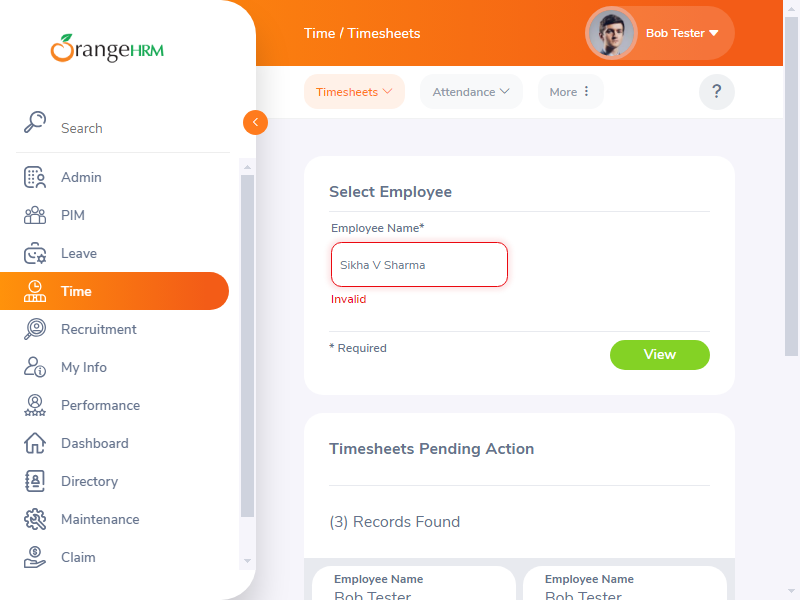 OrangeHRM
Search
Admin
PIM
Leave
Time
Recruitment
My Info
Performance
Dashboard
Directory
Maintenance
Claim
Time / Timesheets
Bob Tester
Timesheets
Attendance
More
?
Select Employee
Employee Name*
Sikha V Sharma
Invalid
* Required
View
Timesheets Pending Action
(3) Records Found
Employee Name
Bob Tester
Employee Name
Bob Tester